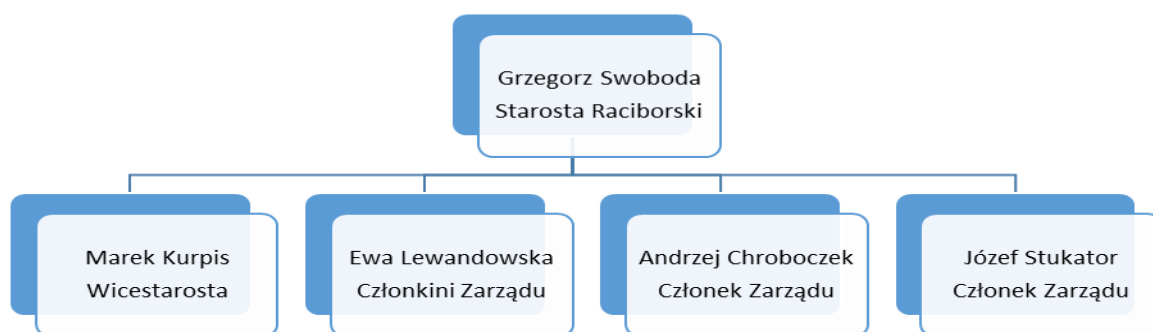 Grzegorz Swoboda
Starosta Raciborski
Marek Kurpis
Wicestarosta
Ewa Lewandowska
Członkini Zarządu
Andrzej Chroboczek
Członek Zarządu
Józef Stukator
Członek Zarządu